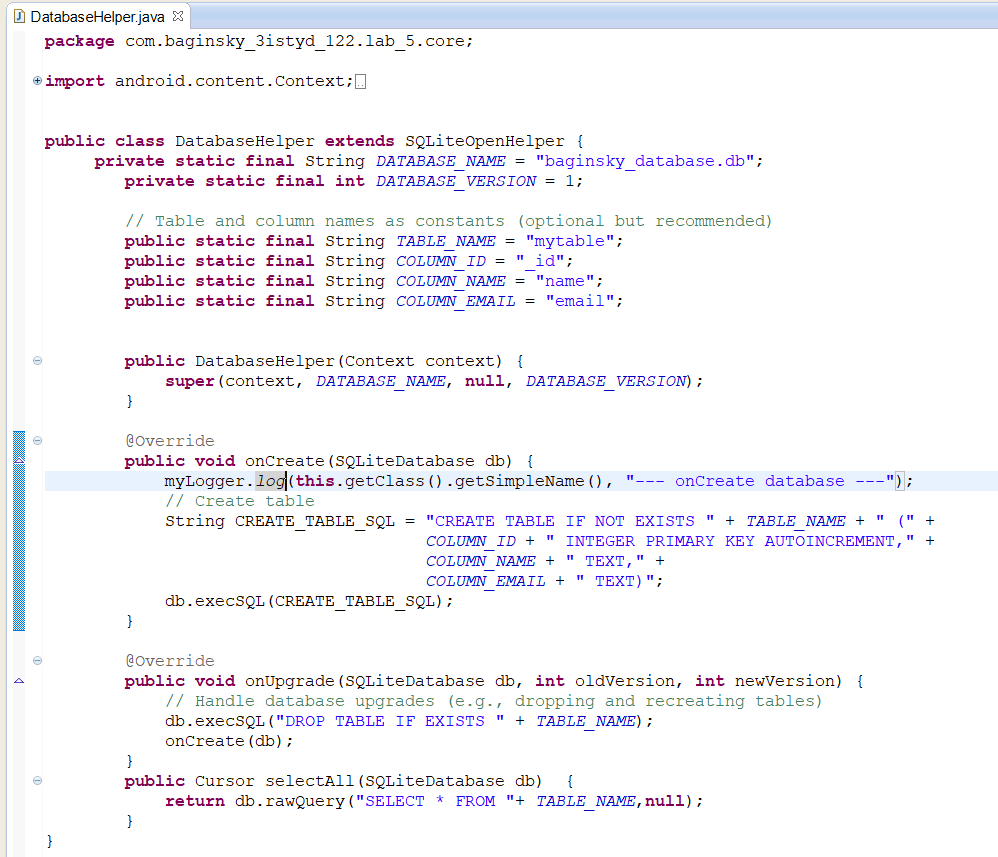 DatabaseHelper.java
package com.baginsky_3istyd_122.lab_5.core;
import android.content.Context;
public class DatabaseHelper extends SQLiteOpenHelper {
private static final String DATABASE_NAME = "baginsky_database.db";
private static final int DATABASE_VERSION = 1;
// Table and column names as constants (optional but recommended)
public static final String TABLE_NAME = "mytable";
public static final String COLUMN_ID = "_id";
public static final String COLUMN_NAME = "name";
public static final String COLUMN_EMAIL = "email";
public DatabaseHelper(Context context) {
super(context, DATABASE_NAME, null, DATABASE_VERSION);
}
@Override
public void onCreate(SQLiteDatabase db) {
myLogger.log(this.getClass().getSimpleName(), "--- onCreate database ---");
// Create table
String CREATE_TABLE_SQL = "CREATE TABLE IF NOT EXISTS " + TABLE_NAME + " (" +
COLUMN_ID + " INTEGER PRIMARY KEY AUTOINCREMENT," +
COLUMN_NAME + " TEXT," +
COLUMN_EMAIL + " TEXT)";
db.execSQL(CREATE_TABLE_SQL);
}
@Override
public void onUpgrade(SQLiteDatabase db, int oldVersion, int newVersion) {
// Handle database upgrades (e.g., dropping and recreating tables)
db.execSQL("DROP TABLE IF EXISTS " + TABLE_NAME);
onCreate(db);
}
public Cursor selectAll(SQLiteDatabase db)  {
return db.rawQuery("SELECT * FROM "+ TABLE_NAME,null);
}
}